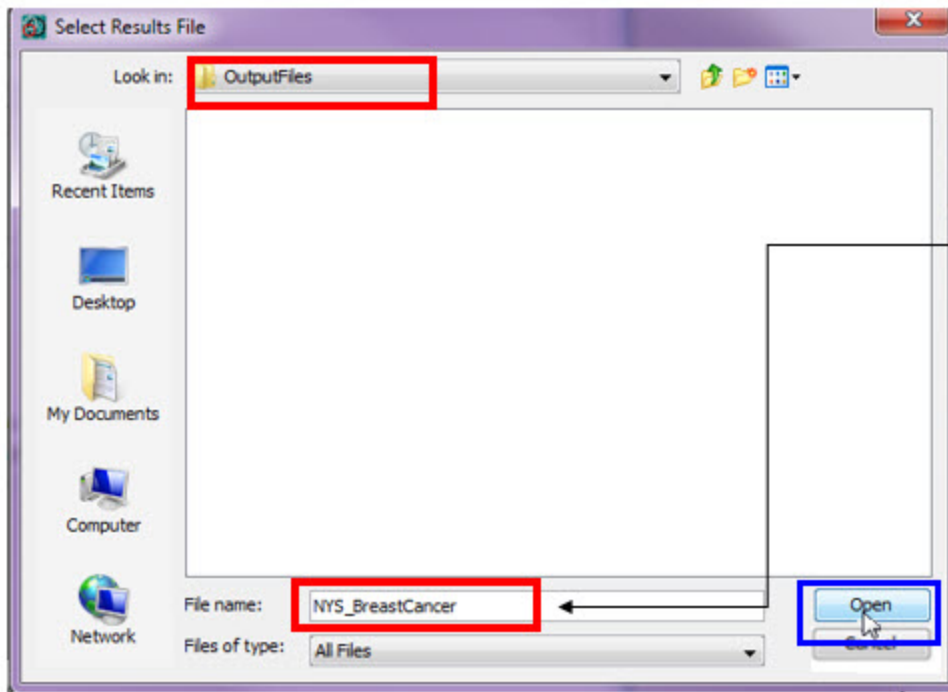 Select Results File
Look in:
OutputFiles
Recent Items
Desktop
My Documents
Computer
Network
File name:
NYS_BreastCancer
Open
Files of type:
All Files
Cancel